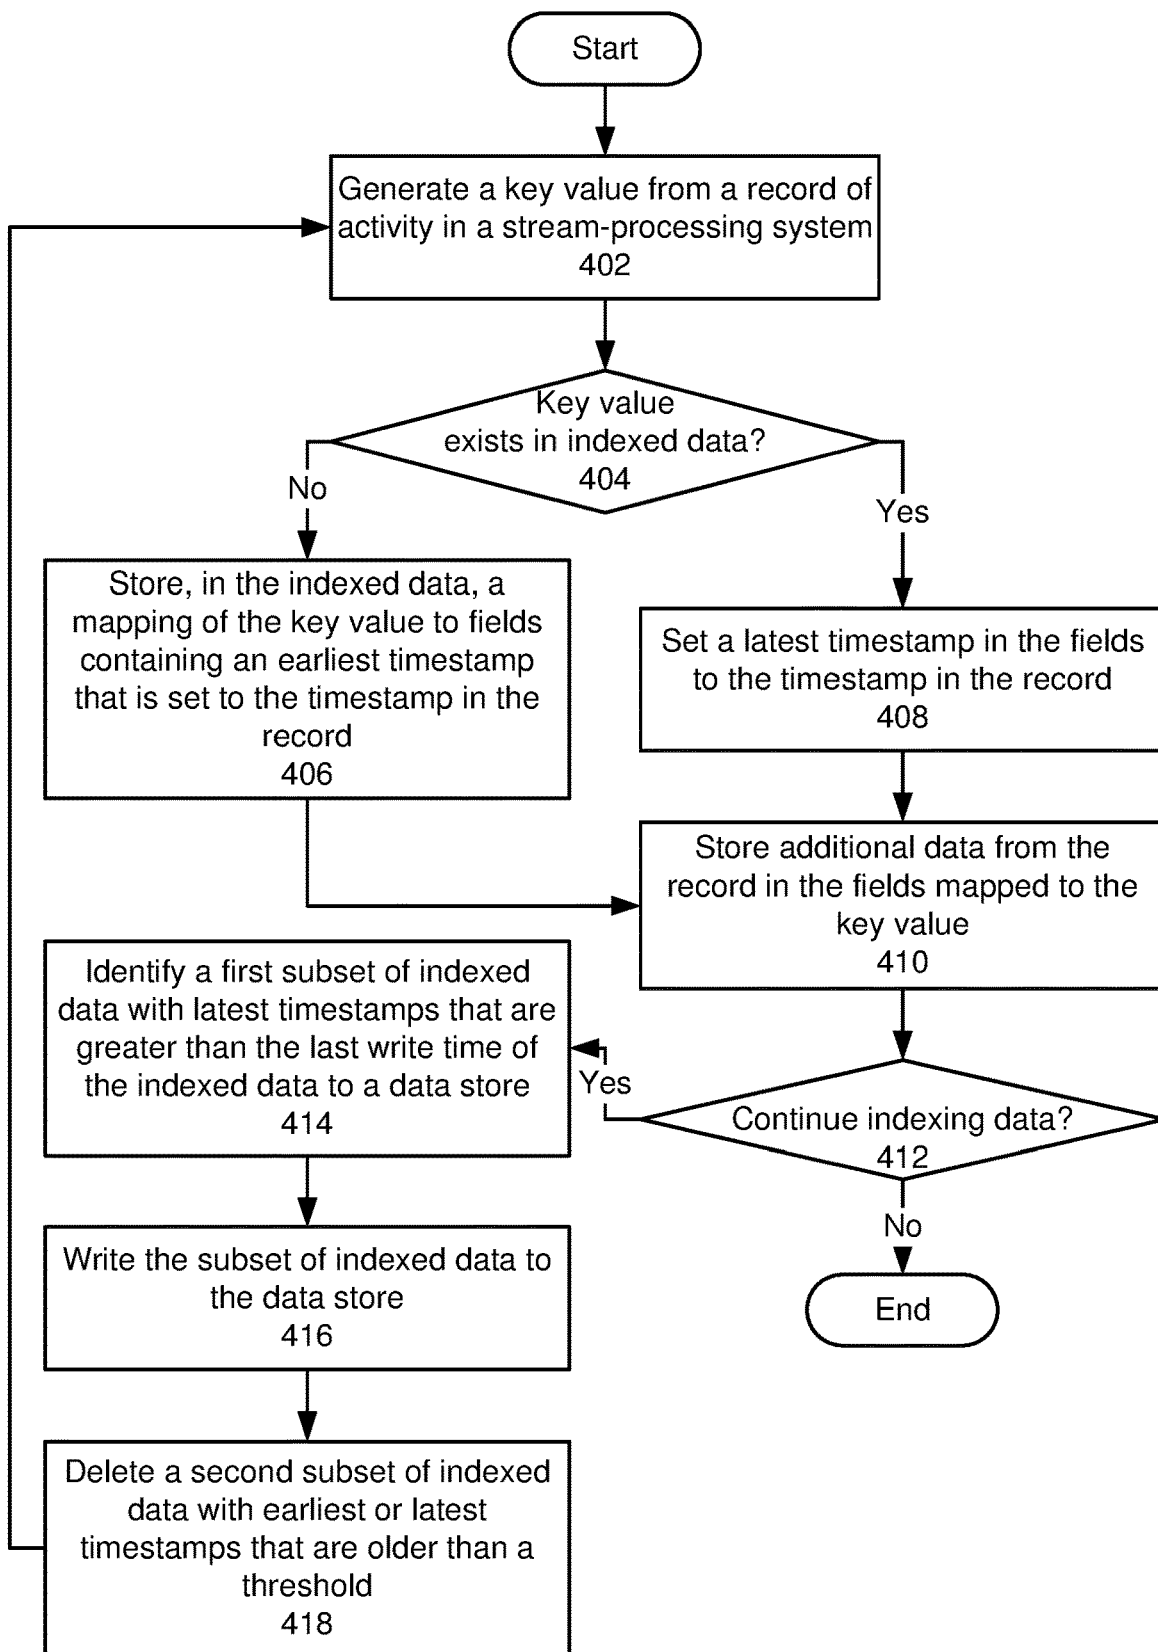 Start
Generate a key value from a record of
activity in a stream-processing system
402
Key value
exists in indexed data?
404
No
Yes
Store, in the indexed data, a
mapping of the key value to fields
containing an earliest timestamp
that is set to the timestamp in the
record
406
Set a latest timestamp in the fields
to the timestamp in the record
408
Store additional data from the
record in the fields mapped to the
key value
410
Identify a first subset of indexed
data with latest timestamps that are
greater than the last write time of
the indexed data to a data store
414
Yes
Continue indexing data?
412
No
End
Write the subset of indexed data to
the data store
416
Delete a second subset of indexed
data with earliest or latest
timestamps that are older than a
threshold
418